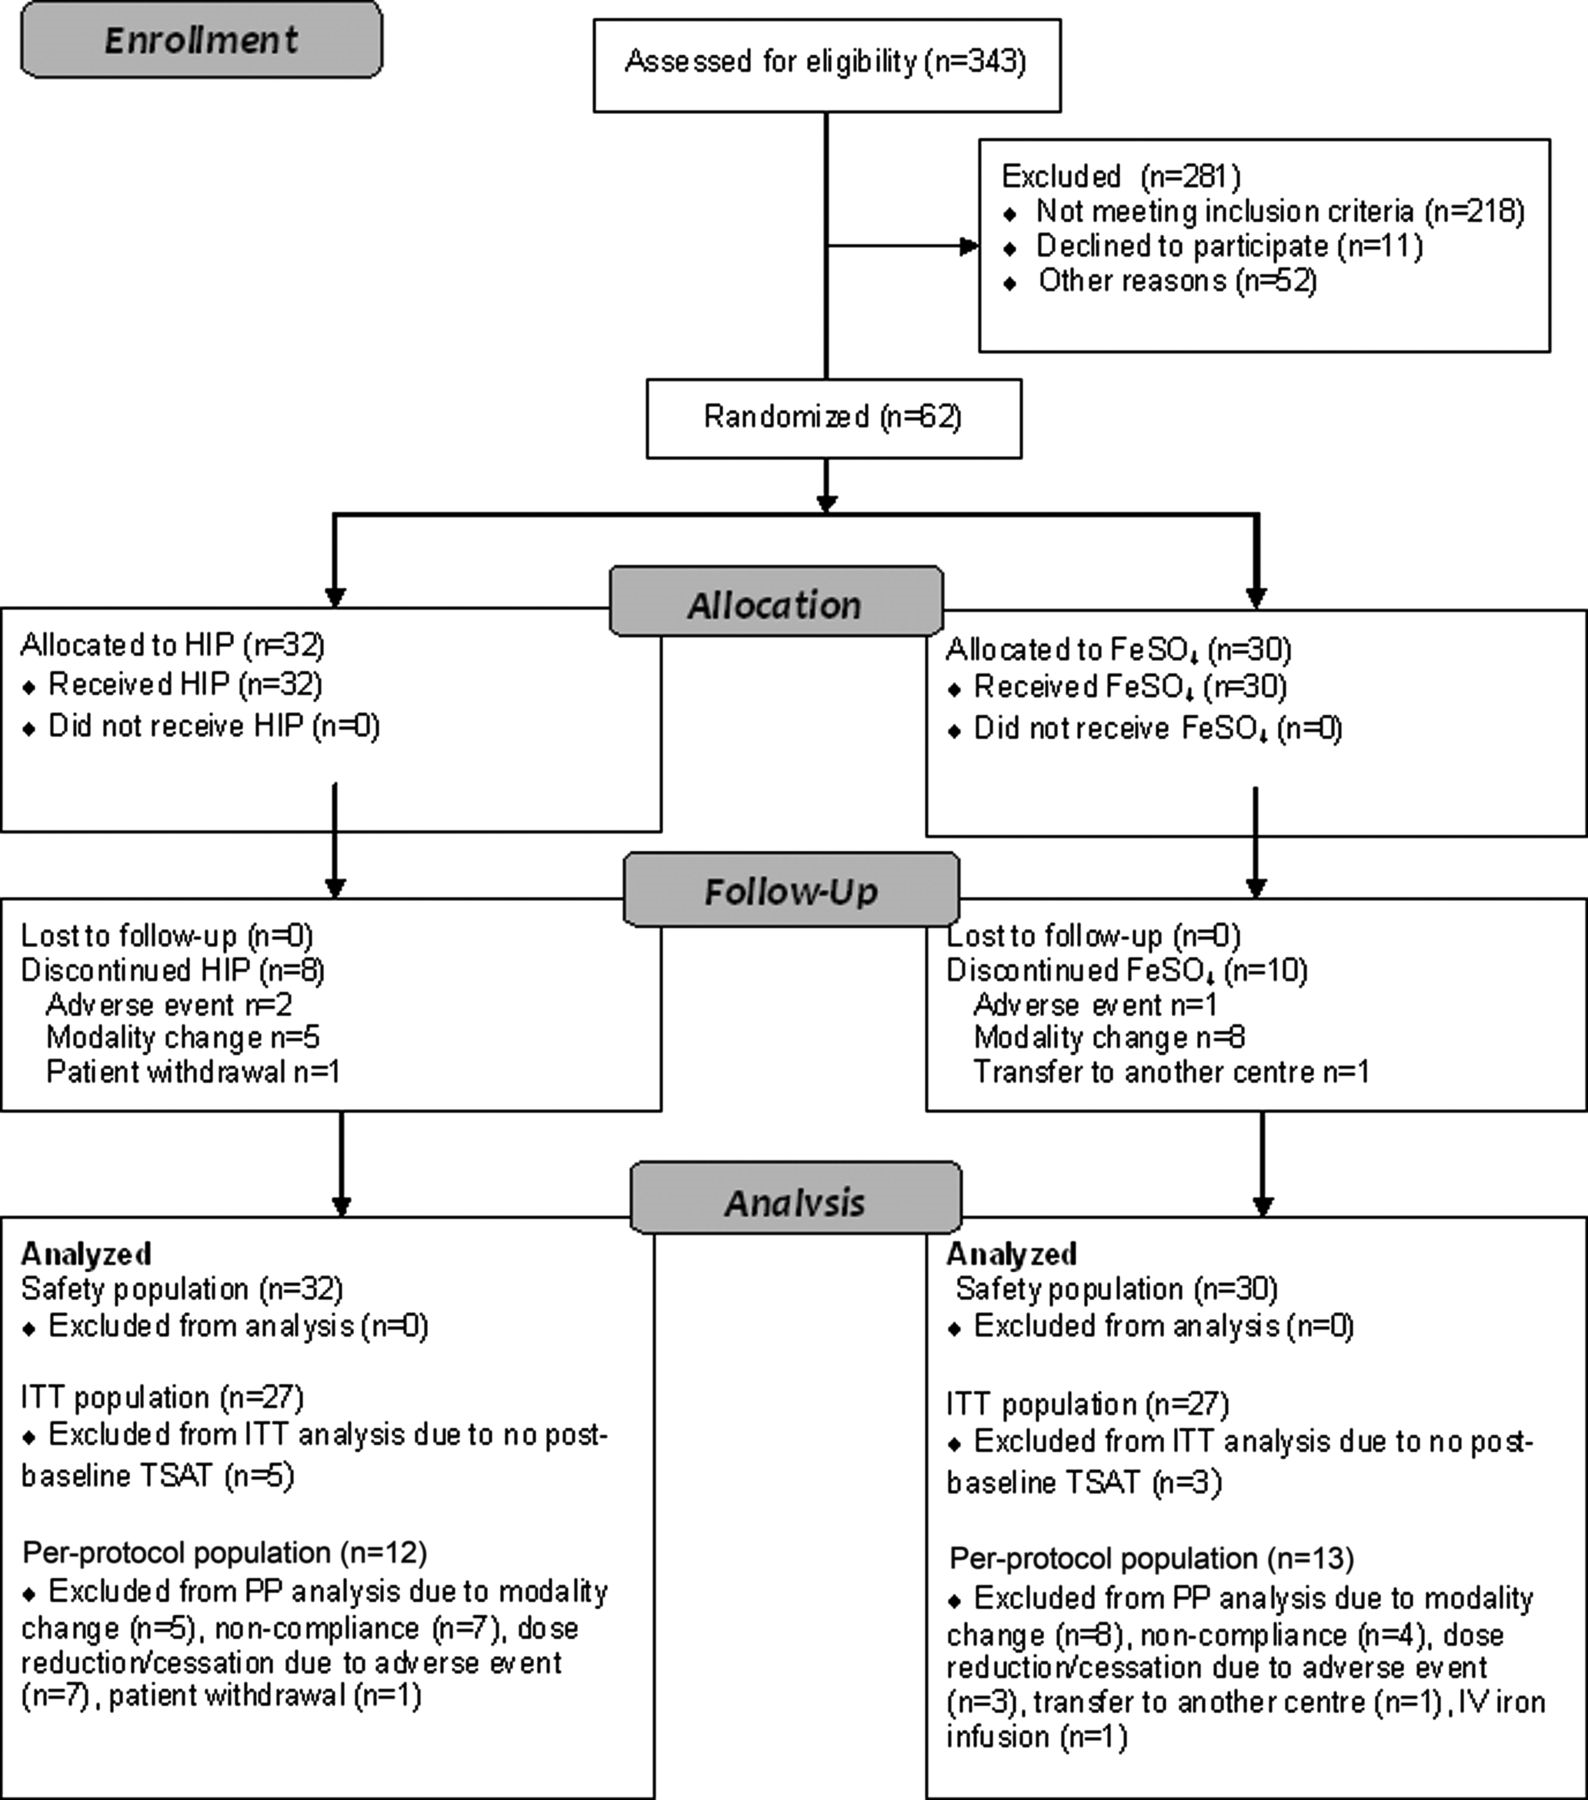 Enrollment
Assessed for eligibility (n=343)
Excluded (n=281)
⬥ Not meeting inclusion criteria (n=218)
⬥ Declined to participate (n=11)
⬥ Other reasons (n=52)
Randomized (n=62)
Allocation
Allocated to HIP (n=32)
⬥ Received HIP (n=32)
⬥ Did not receive HIP (n=0)
Allocated to FeSO₄ (n=30)
⬥ Received FeSO₄ (n=30)
⬥ Did not receive FeSO₄ (n=0)
Follow-Up
Lost to follow-up (n=0)
Discontinued HIP (n=8)
Adverse event n=2
Modality change n=5
Patient withdrawal n=1
Lost to follow-up (n=0)
Discontinued FeSO₄ (n=10)
Adverse event n=1
Modality change n=8
Transfer to another centre n=1
Analysis
Analyzed
Safety population (n=32)
⬥ Excluded from analysis (n=0)
ITT population (n=27)
⬥ Excluded from ITT analysis due to no post-
baseline TSAT (n=5)
Per-protocol population (n=12)
⬥ Excluded from PP analysis due to modality
change (n=5), non-compliance (n=7), dose
reduction/cessation due to adverse event
(n=7), patient withdrawal (n=1)
Analyzed
Safety population (n=30)
⬥ Excluded from analysis (n=0)
ITT population (n=27)
⬥ Excluded from ITT analysis due to no post-
baseline TSAT (n=3)
Per-protocol population (n=13)
⬥ Excluded from PP analysis due to modality
change (n=8), non-compliance (n=4), dose
reduction/cessation due to adverse event
(n=3), transfer to another centre (n=1), IV iron
infusion (n=1)